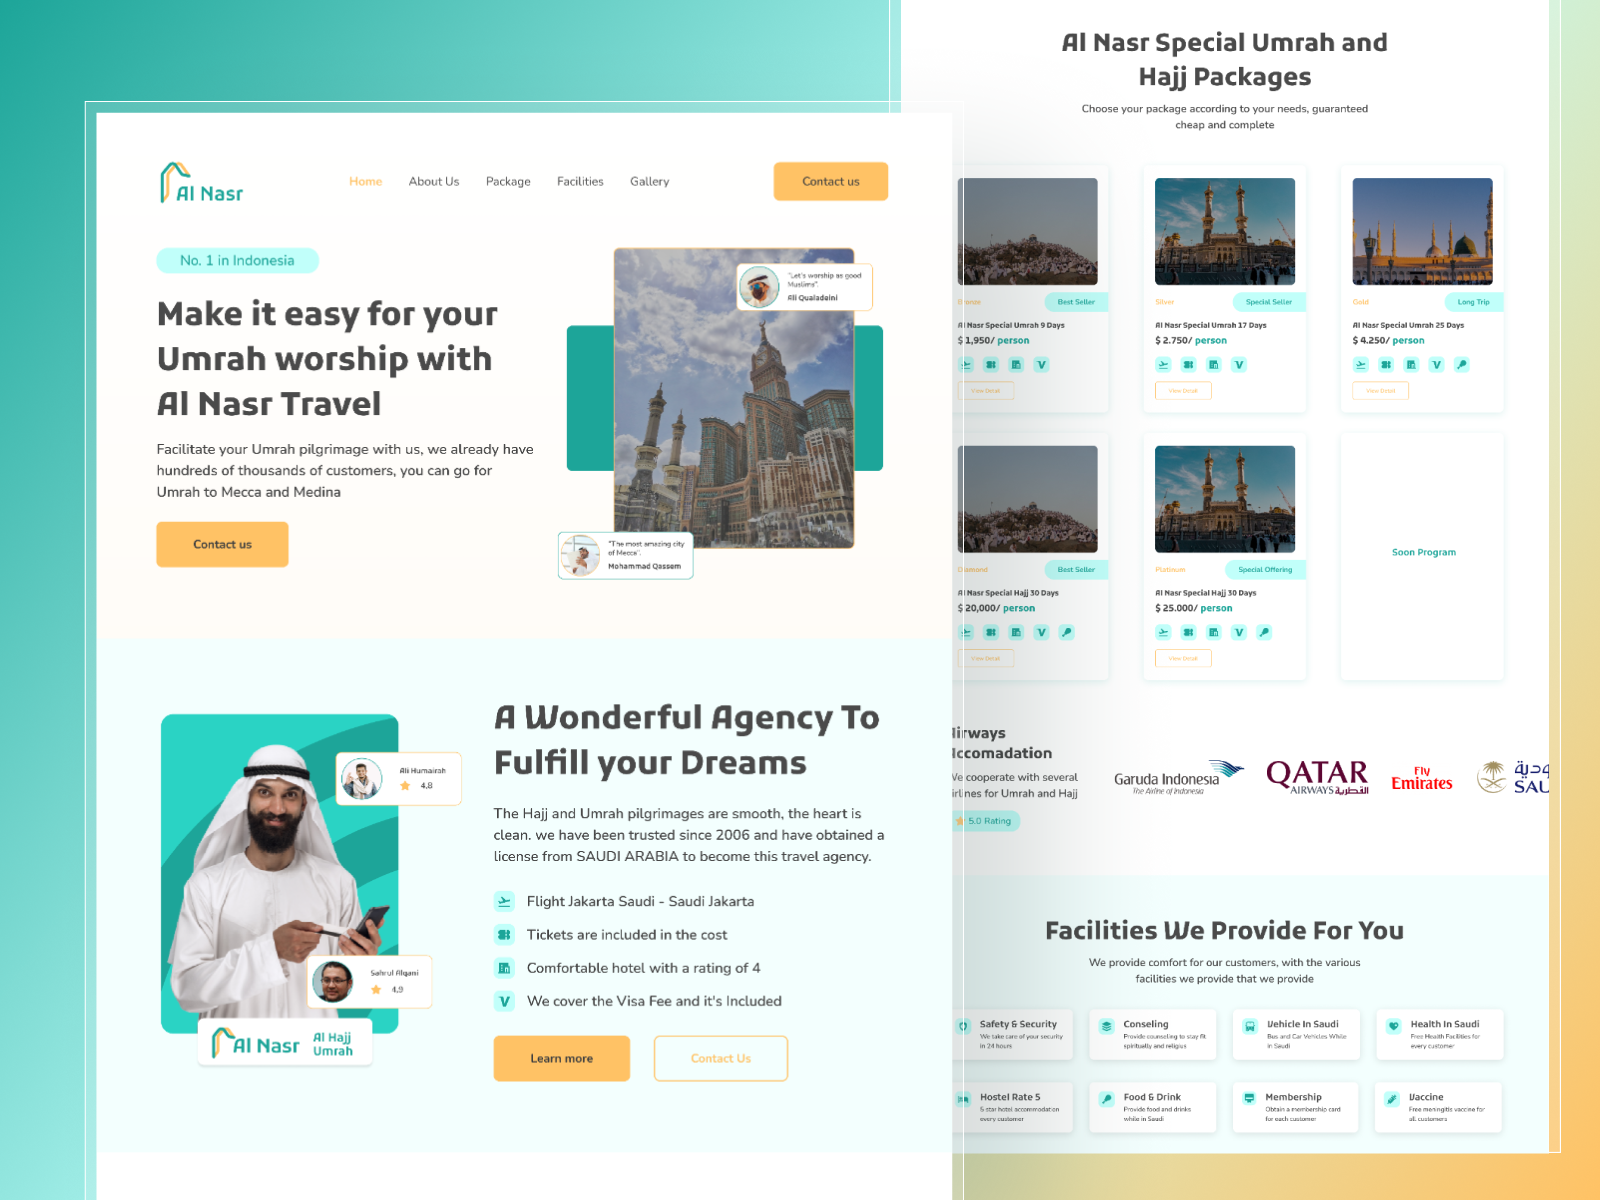 Al Nasr
Home
About Us
Package
Facilities
Gallery
Contact us
No. 1 in Indonesia
Make it easy for your
Umrah worship with
Al Nasr Travel
Facilitate your Umrah pilgrimage with us, we already have
hundreds of thousands of customers, you can go for
Umrah to Mecca and Medina
Contact us
"Let's worship as good
Muslims".
Ali Qualadeini
"The most amazing city
of Mecca".
Mohammad Qassem
Ali Humairah
4,8
Sahrul Alqani
4,9
Al Nasr
Al Hajj
Umrah
A Wonderful Agency To
Fulfill your Dreams
The Hajj and Umrah pilgrimages are smooth, the heart is
clean. we have been trusted since 2006 and have obtained a
license from SAUDI ARABIA to become this travel agency.
Flight Jakarta Saudi - Saudi Jakarta
Tickets are included in the cost
Comfortable hotel with a rating of 4
V
We cover the Visa Fee and it's Included
Learn more
Contact Us
Al Nasr Special Umrah and
Hajj Packages
Choose your package according to your needs, guaranteed
cheap and complete
Bronze
Best Seller
Al Nasr Special Umrah 9 Days
$ 1,950/ person
V
View Detail
Silver
Special Seller
Al Nasr Special Umrah 17 Days
$ 2.750/ person
V
View Detail
Gold
Long Trip
Al Nasr Special Umrah 25 Days
$ 4.250/ person
V
View Detail
Diamond
Best Seller
Al Nasr Special Hajj 30 Days
$ 20,000/ person
V
View Detail
Platinum
Special Offering
Al Nasr Special Hajj 30 Days
$ 25.000/ person
V
View Detail
Soon Program
Airways
Accomadation
We cooperate with several
airlines for Umrah and Hajj
5.0 Rating
Garuda Indonesia
The Airline of Indonesia
QATAR
AIRWAYS القطرية
Fly
Emirates
SAU
Facilities We Provide For You
We provide comfort for our customers, with the various
facilities we provide that we provide
Safety & Security
We take care of your security
in 24 hours
Conseling
Provide counseling to stay fit
spiritually and religius
Vehicle In Saudi
Bus and Car Vehicles While
in Saudi
Health In Saudi
Free Health Facilities for
every customer
Hostel Rate 5
5 star hotel accommodation
every customer
Food & Drink
Provide food and drinks
while in Saudi
Membership
Obtain a membership card
for each customer
Vaccine
Free meningitis vaccine for
all customers